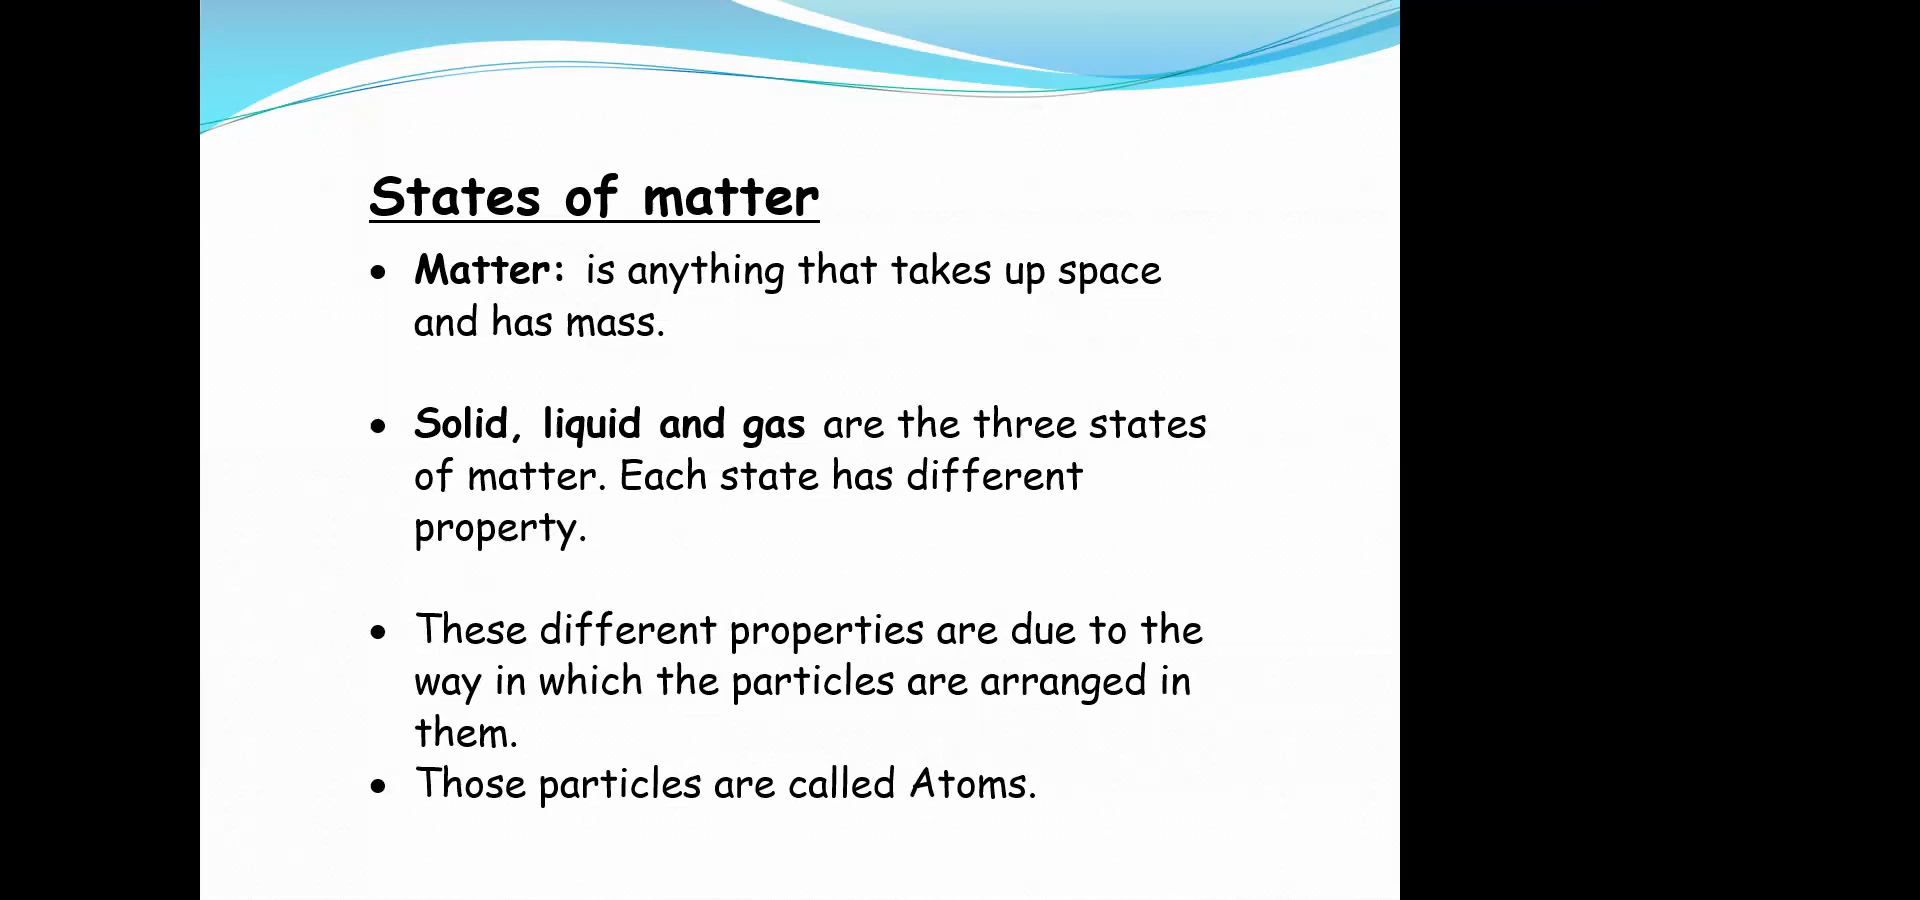 States of matter
• Matter: is anything that takes up space
and has mass.
• Solid, liquid and gas are the three states
of matter. Each state has different
property.
• These different properties are due to the
way in which the particles are arranged in
them.
• Those particles are called Atoms.